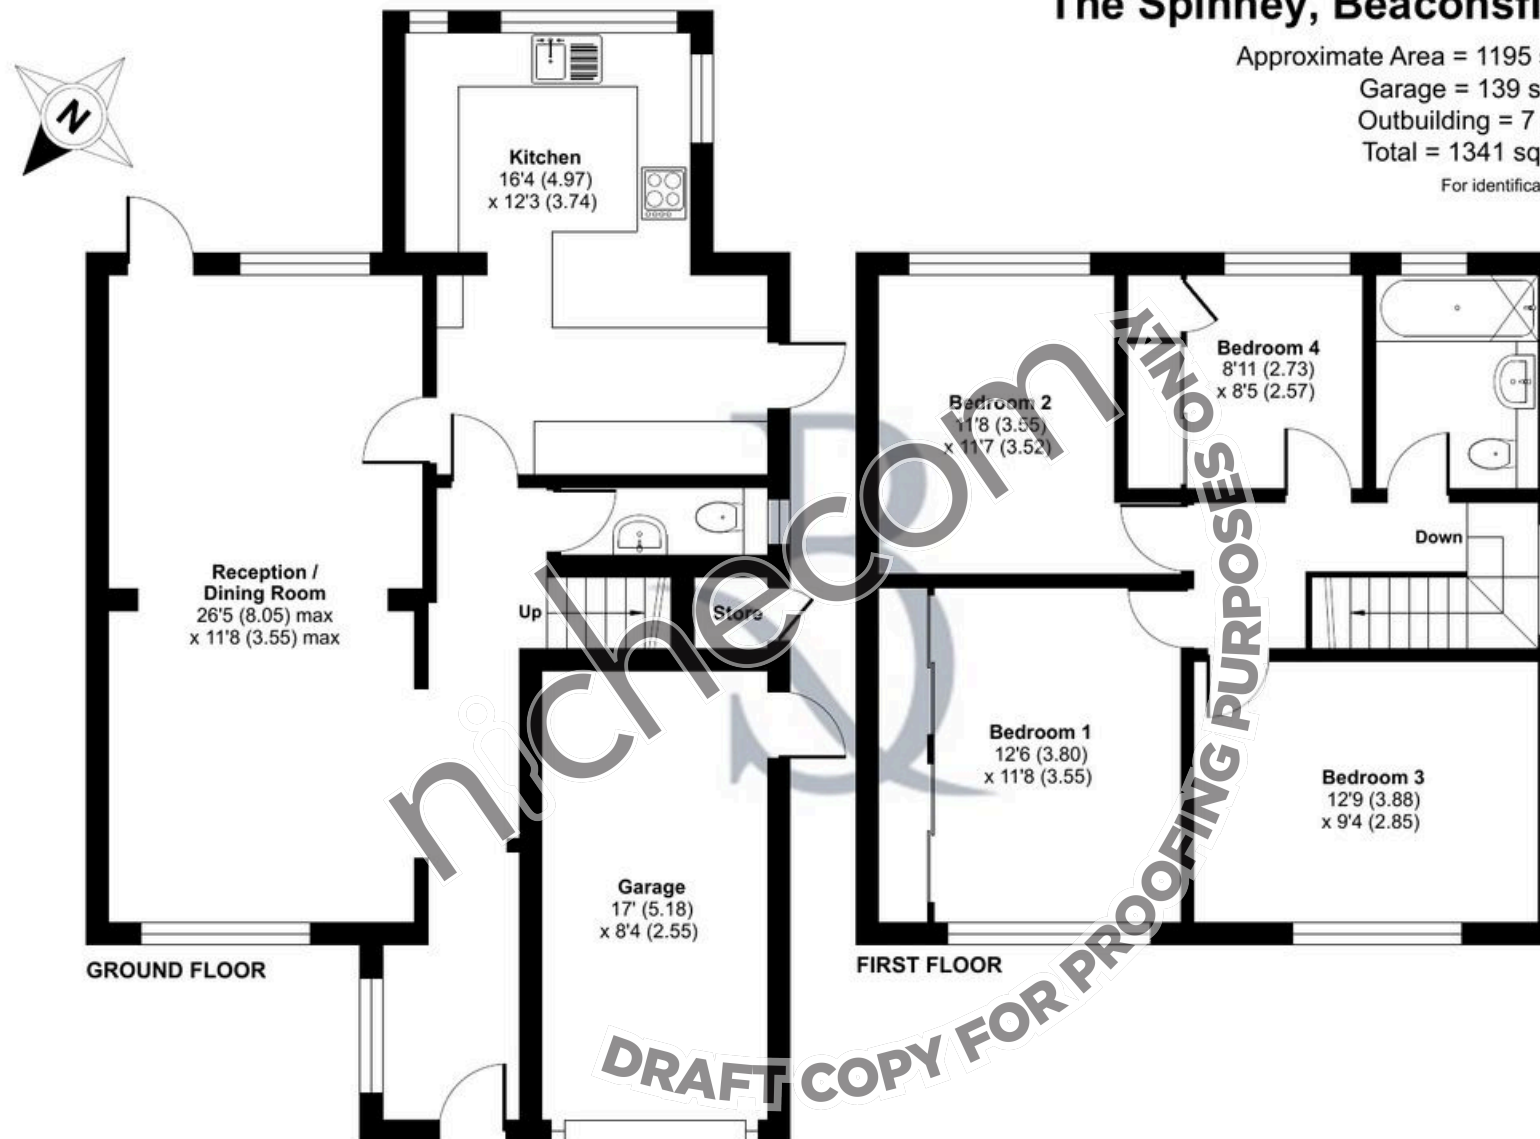 The Spinney, Beaconsfi
Approximate Area = 1195 s
Garage = 139 s
Outbuilding = 7
Total = 1341 sq
For identifica
N
Kitchen
16'4 (4.97)
x 12'3 (3.74)
Reception /
Dining Room
26'5 (8.05) max
x 11'8 (3.55) max
Up
Store
Garage
17' (5.18)
x 8'4 (2.55)
GROUND FLOOR
Bedroom 2
11'8 (3.55)
x 11'7 (3.52)
Bedroom 4
8'11 (2.73)
x 8'5 (2.57)
Down
Bedroom 1
12'6 (3.80)
x 11'8 (3.55)
Bedroom 3
12'9 (3.88)
x 9'4 (2.85)
FIRST FLOOR
nichecom
DRAFT COPY FOR PROOFING PURPOSES ONLY